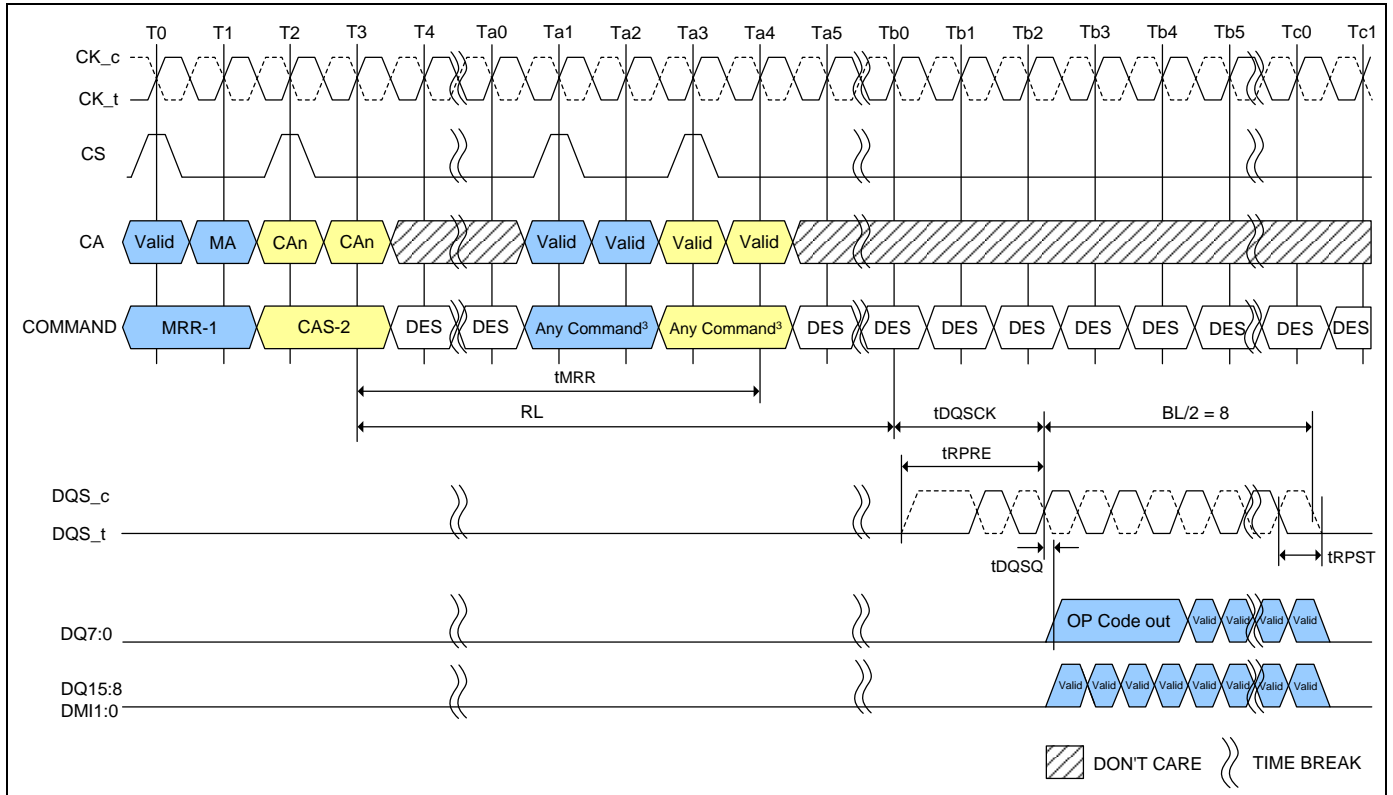 T0 T1 T2 T3 T4 Ta0 Ta1 Ta2 Ta3 Ta4 Ta5 Tb0 Tb1 Tb2 Tb3 Tb4 Tb5 Tc0 Tc1
CK_c
CK_t
CS
CA Valid MA CAn CAn Valid Valid Valid Valid
COMMAND MRR-1 CAS-2 DES DES Any Command³ Any Command³ DES DES DES DES DES DES DES DES DES
tMRR
RL tDQSCK BL/2 = 8
tRPRE
DQS_c
DQS_t
tDQSQ tRPST
DQ7:0 OP Code out Valid Valid Valid Valid
DQ15:8 Valid Valid Valid Valid Valid Valid Valid Valid
DMI1:0
DON'T CARE TIME BREAK